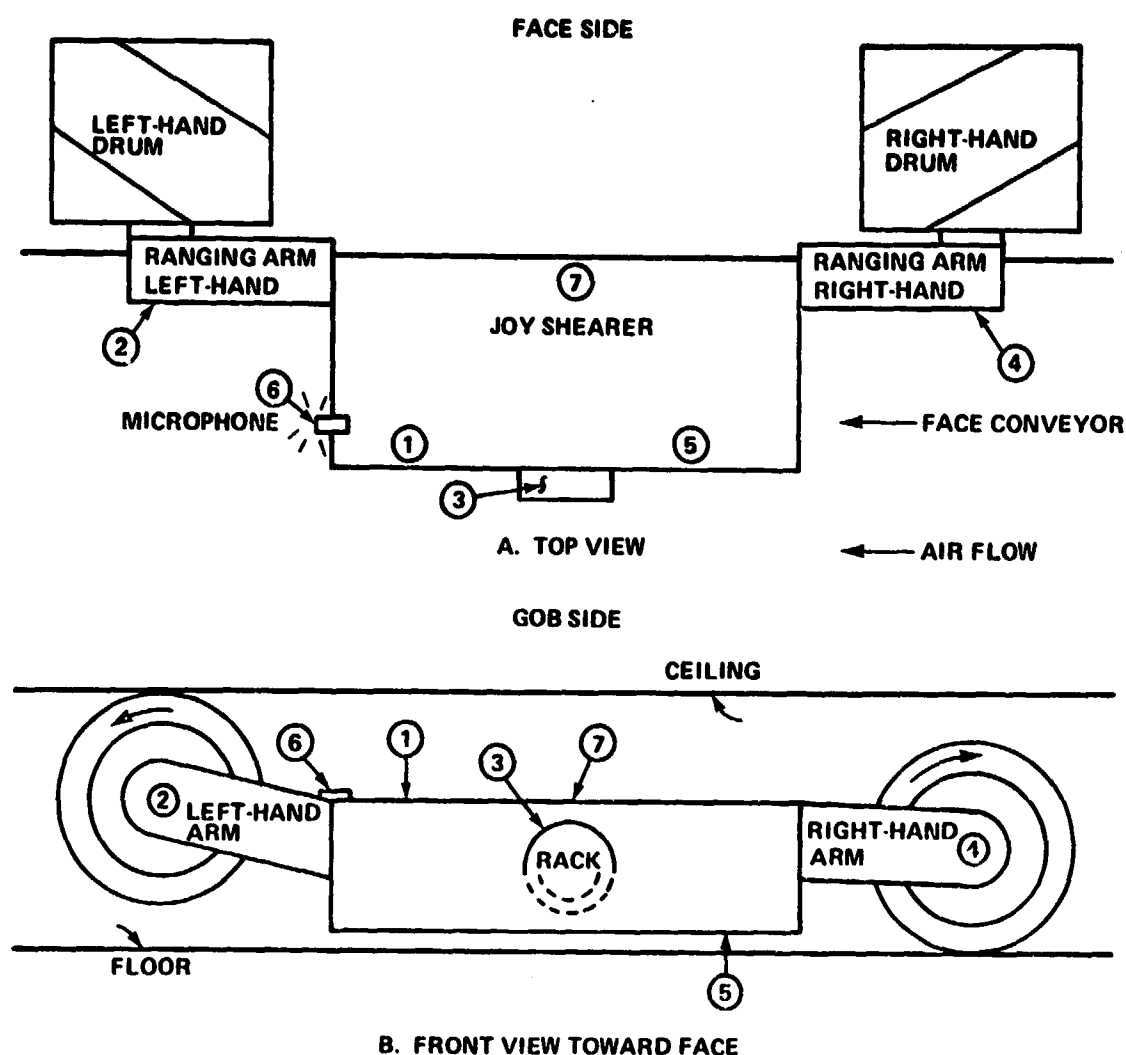 FACE SIDE
LEFT-HAND
DRUM
RIGHT-HAND
DRUM
RANGING ARM
LEFT-HAND
RANGING ARM
RIGHT-HAND
7
JOY SHEARER
2
4
6
MICROPHONE
FACE CONVEYOR
1
5
3
A. TOP VIEW
AIR FLOW
GOB SIDE
CEILING
6
1
3
7
2
LEFT-HAND
ARM
RACK
RIGHT-HAND
ARM
4
FLOOR
5
B. FRONT VIEW TOWARD FACE